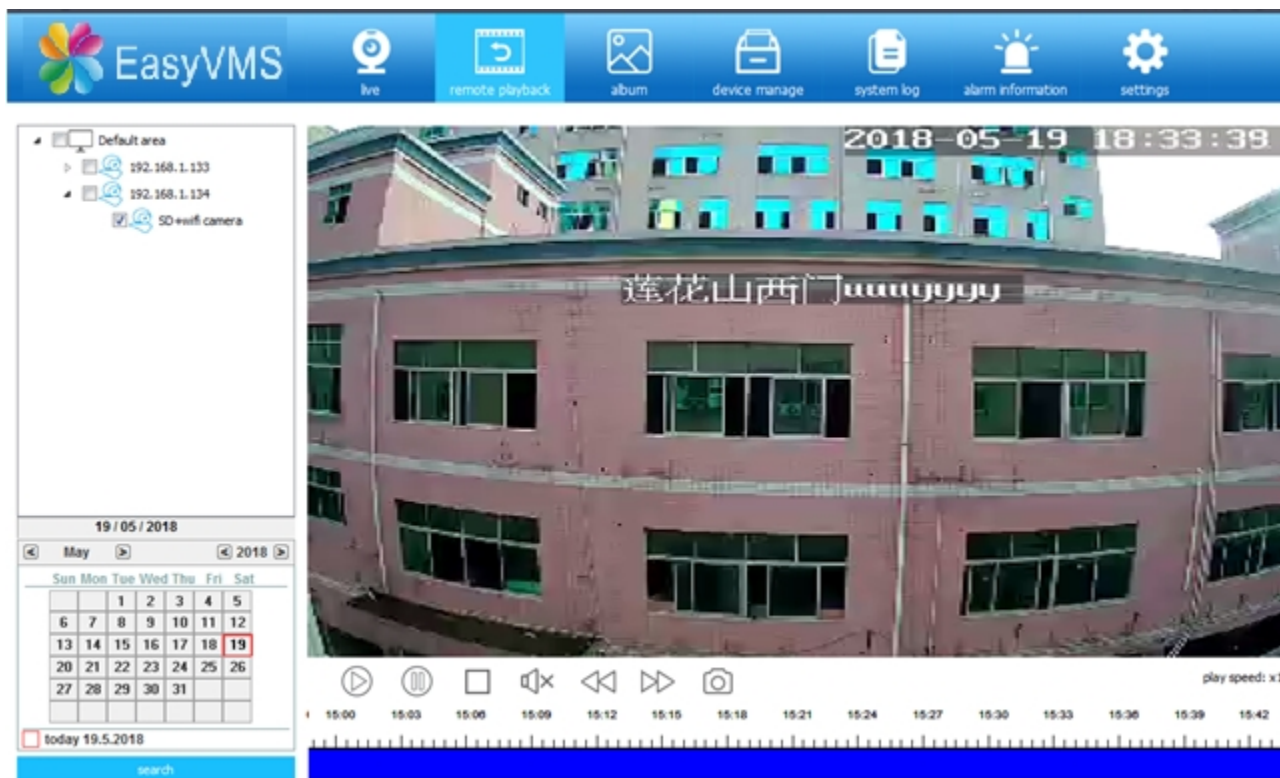 EasyVMS
live
remote playback
album
device manage
system log
alarm information
settings
Default area
192.168.1.133
192.168.1.134
SD+wifi camera
2018-05-19 18:33:39
莲花山西门uuuyyyy
19 / 05 / 2018
May 2018
Sun Mon Tue Wed Thu Fri Sat
1 2 3 4 5
6 7 8 9 10 11 12
13 14 15 16 17 18 19
20 21 22 23 24 25 26
27 28 29 30 31
today 19.5.2018
search
play speed: x1
15:00 15:03 15:06 15:09 15:12 15:15 15:18 15:21 15:24 15:27 15:30 15:33 15:36 15:39 15:42